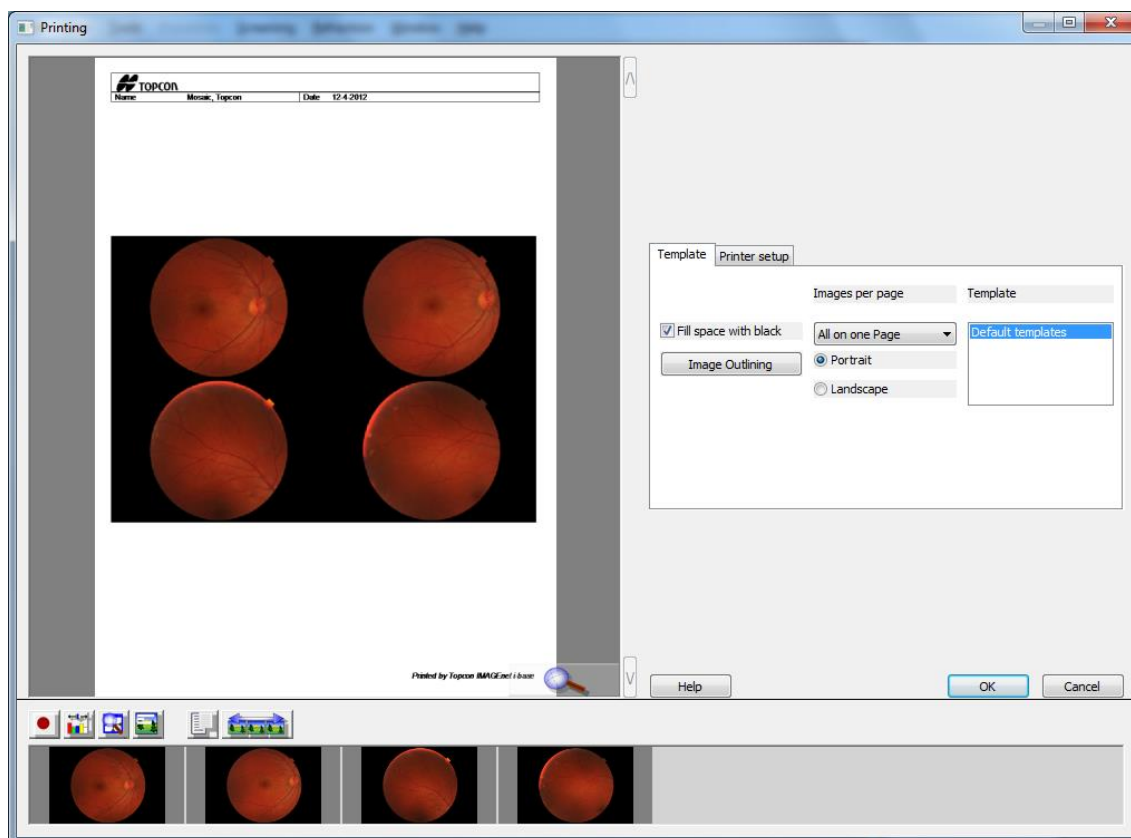 Printing
TOPCON
Name Mosaic, Topcon Date 12-4-2012
Printed by Topcon IMAGEnet i-base
Template Printer setup
Images per page Template
Fill space with black All on one Page Default templates
Image Outlining Portrait
Landscape
Help OK Cancel